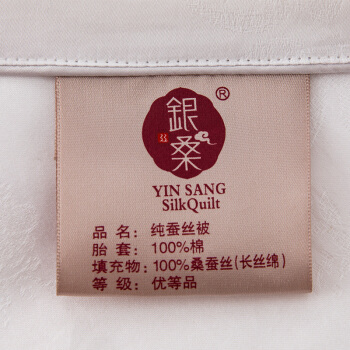 銀桑®
YIN SANG
SilkQuilt
品 名：纯蚕丝被
胎 套：100%棉
填充物：100%桑蚕丝(长丝绵)
等 级：优等品